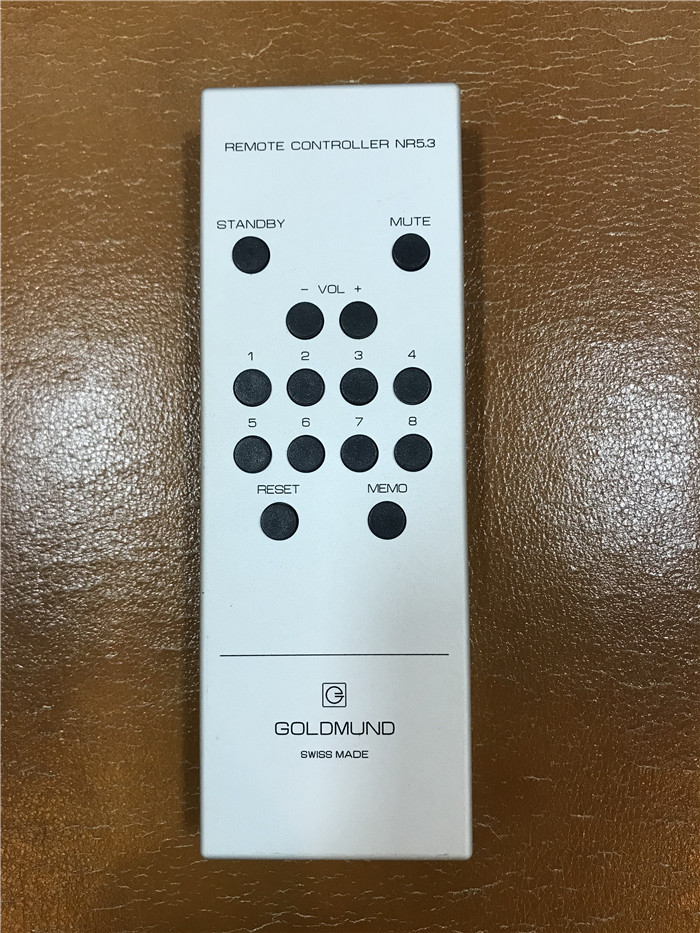 REMOTE CONTROLLER NR5.3
STANDBY MUTE
- VOL +
1 2 3 4
5 6 7 8
RESET MEMO
G
GOLDMUND
SWISS MADE